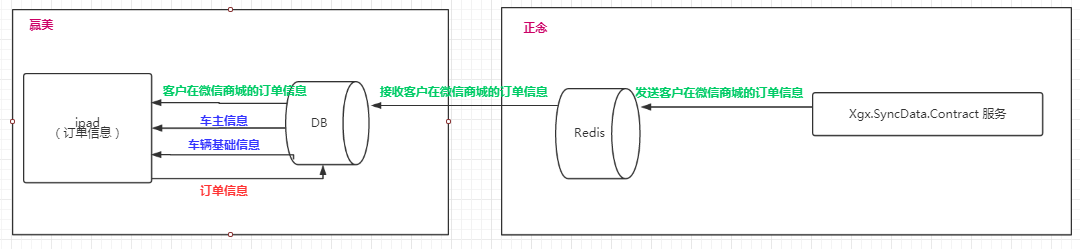 赢美
正念
客户在微信商城的订单信息
接收客户在微信商城的订单信息
发送客户在微信商城的订单信息
ipad
（订单信息）
车主信息
DB
Redis
Xgx.SyncData.Contract 服务
车辆基础信息
订单信息